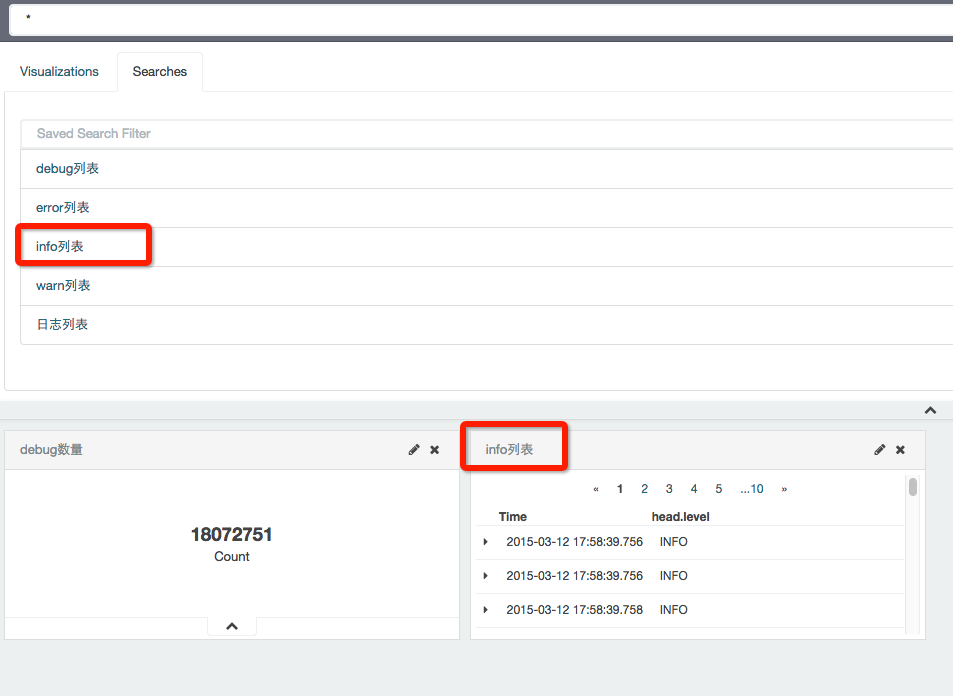 *
Visualizations Searches
Saved Search Filter
debug列表
error列表
info列表
warn列表
日志列表
debug数量
18072751
Count
info列表
« 1 2 3 4 5 ...10 »
Time head.level
2015-03-12 17:58:39.756 INFO
2015-03-12 17:58:39.756 INFO
2015-03-12 17:58:39.758 INFO